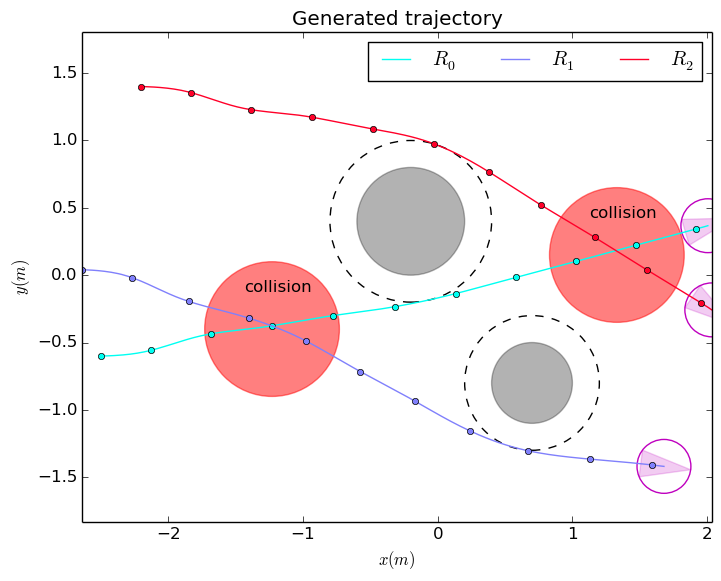 Generated trajectory
R0 R1 R2
1.5
1.0
0.5
0.0
−0.5
−1.0
−1.5
y(m)
collision
collision
−2 −1 0 1 2
x(m)